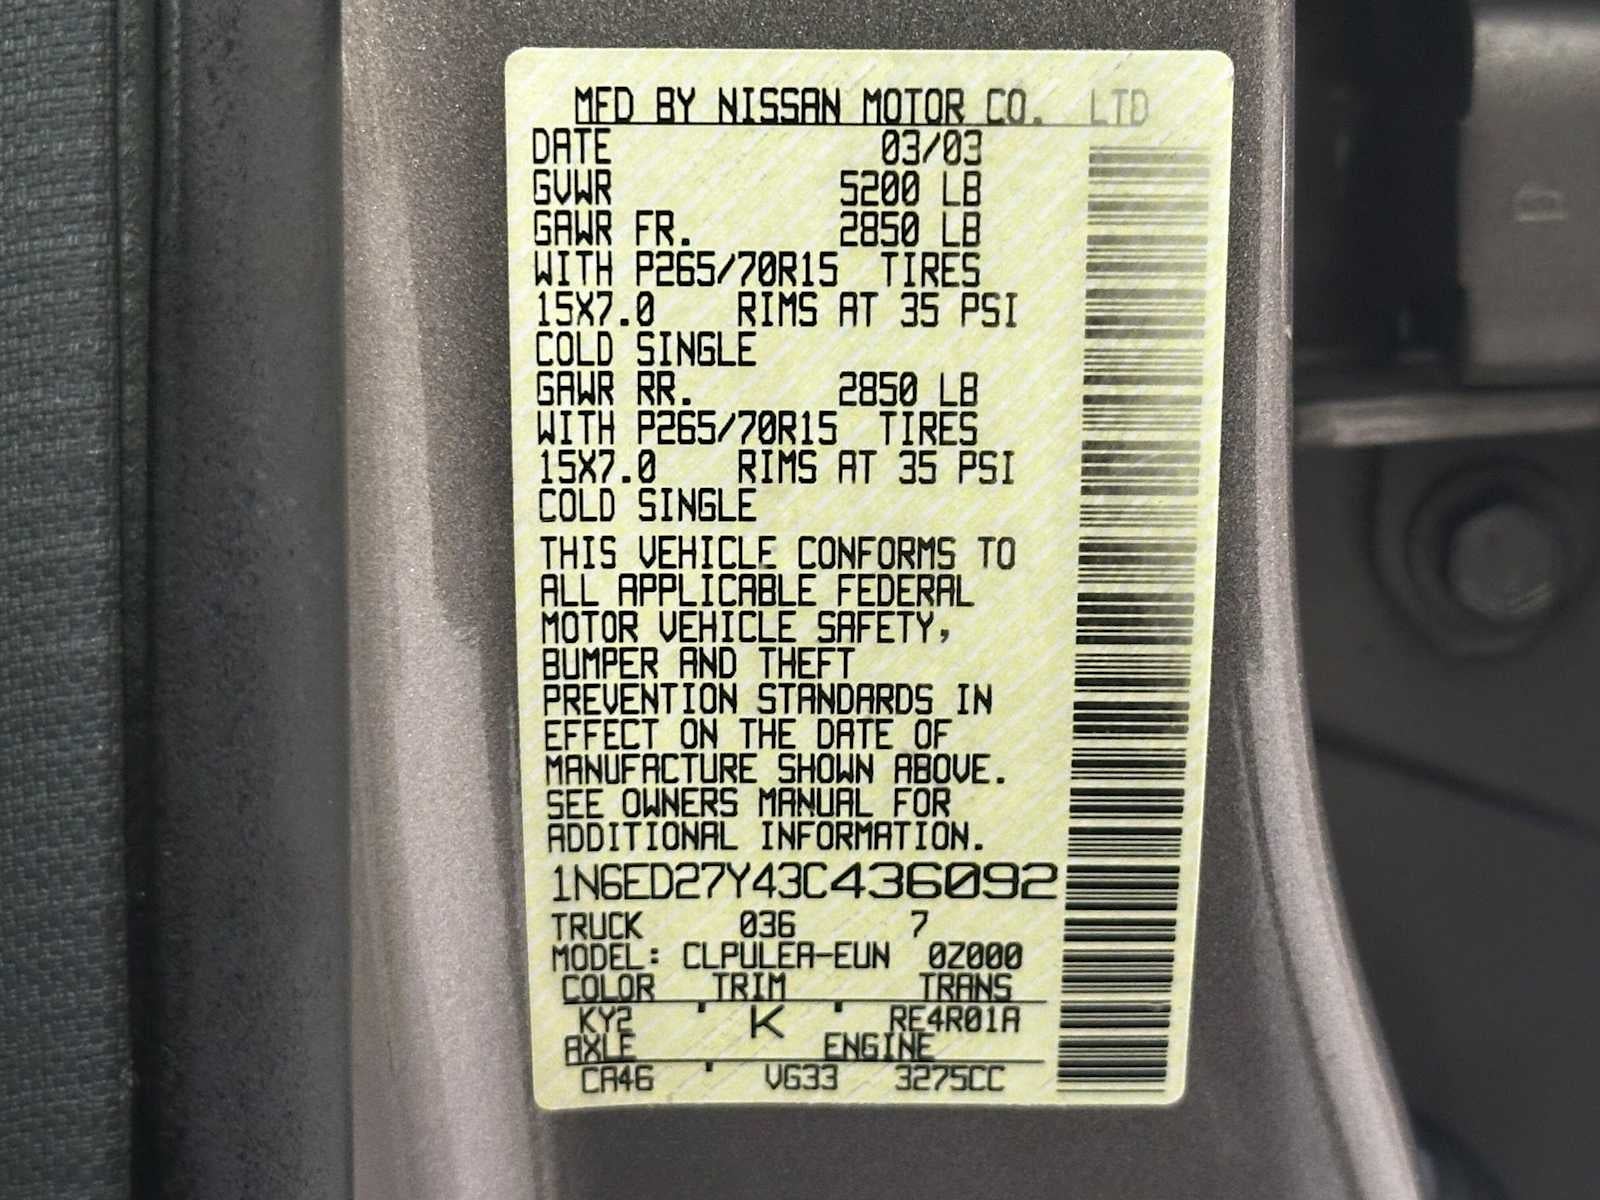 MFD BY NISSAN MOTOR CO. LTD
DATE 03/03
GVWR 5200 LB
GAWR FR. 2850 LB
WITH P265/70R15 TIRES
15X7.0 RIMS AT 35 PSI
COLD SINGLE
GAWR RR. 2850 LB
WITH P265/70R15 TIRES
15X7.0 RIMS AT 35 PSI
COLD SINGLE
THIS VEHICLE CONFORMS TO
ALL APPLICABLE FEDERAL
MOTOR VEHICLE SAFETY,
BUMPER AND THEFT
PREVENTION STANDARDS IN
EFFECT ON THE DATE OF
MANUFACTURE SHOWN ABOVE.
SEE OWNERS MANUAL FOR
ADDITIONAL INFORMATION.
1N6ED27Y43C436092
TRUCK 036 7
MODEL: CLPULEA-EUN 0Z000
COLOR TRIM TRANS
KY2 K RE4R01A
AXLE ENGINE
CA46 VG33 3275CC